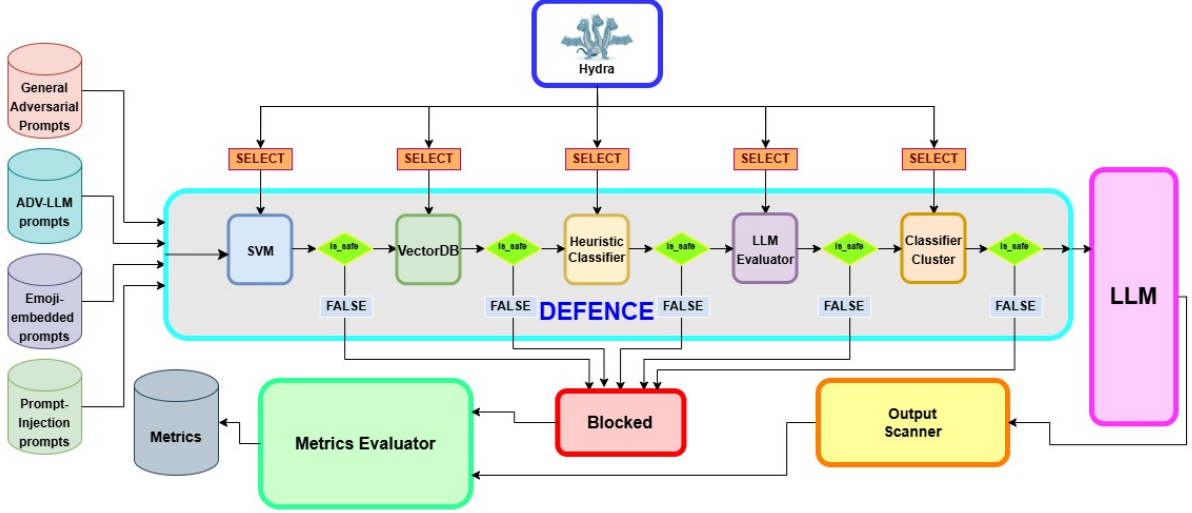 Hydra
General
Adversarial
Prompts
SELECT
SELECT
SELECT
SELECT
SELECT
ADV-LLM
prompts
SVM
Is_safe
VectorDB
Is_safe
Heuristic
Classifier
Is_safe
LLM
Evaluator
Is_safe
Classifier
Cluster
Is_safe
LLM
Emoji-
embedded
prompts
FALSE
FALSE
DEFENCE
FALSE
FALSE
FALSE
Prompt-
Injection
prompts
Metrics
Metrics Evaluator
Blocked
Output
Scanner